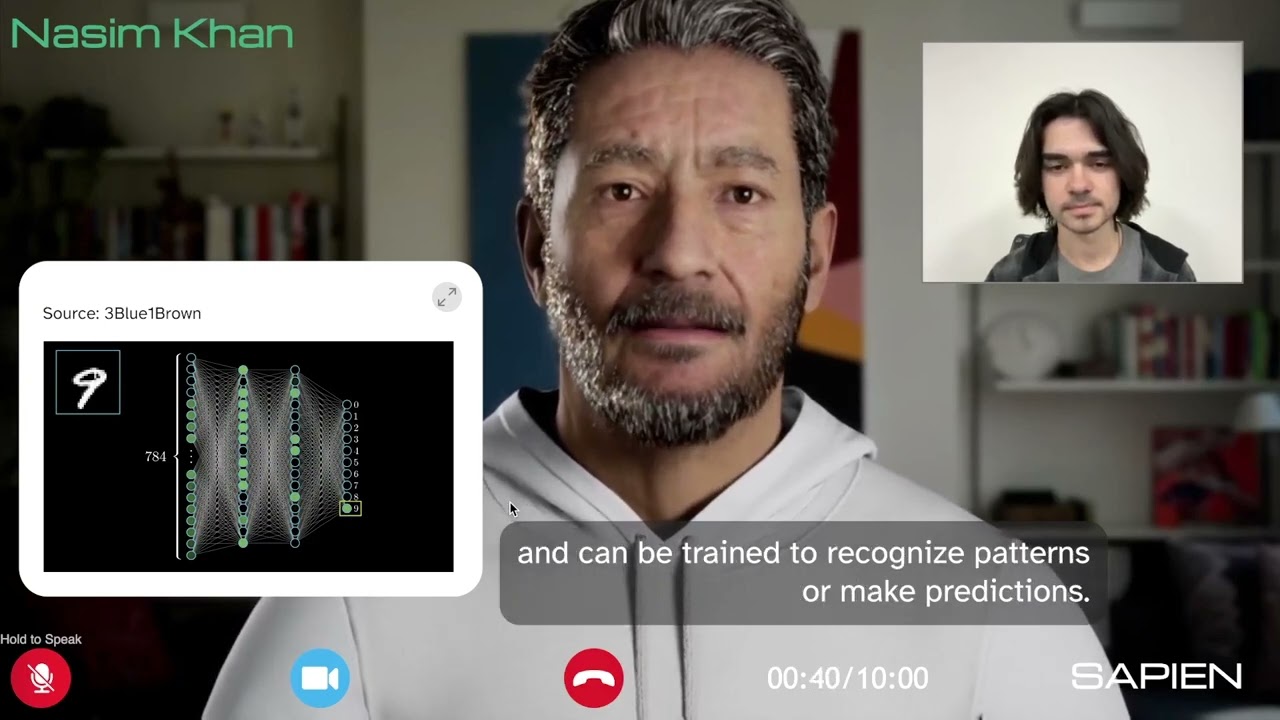 Nasim Khan
Source: 3Blue1Brown
784
0
1
2
3
4
5
6
7
8
9
and can be trained to recognize patterns
or make predictions.
Hold to Speak
00:40/10:00
SAPIEN